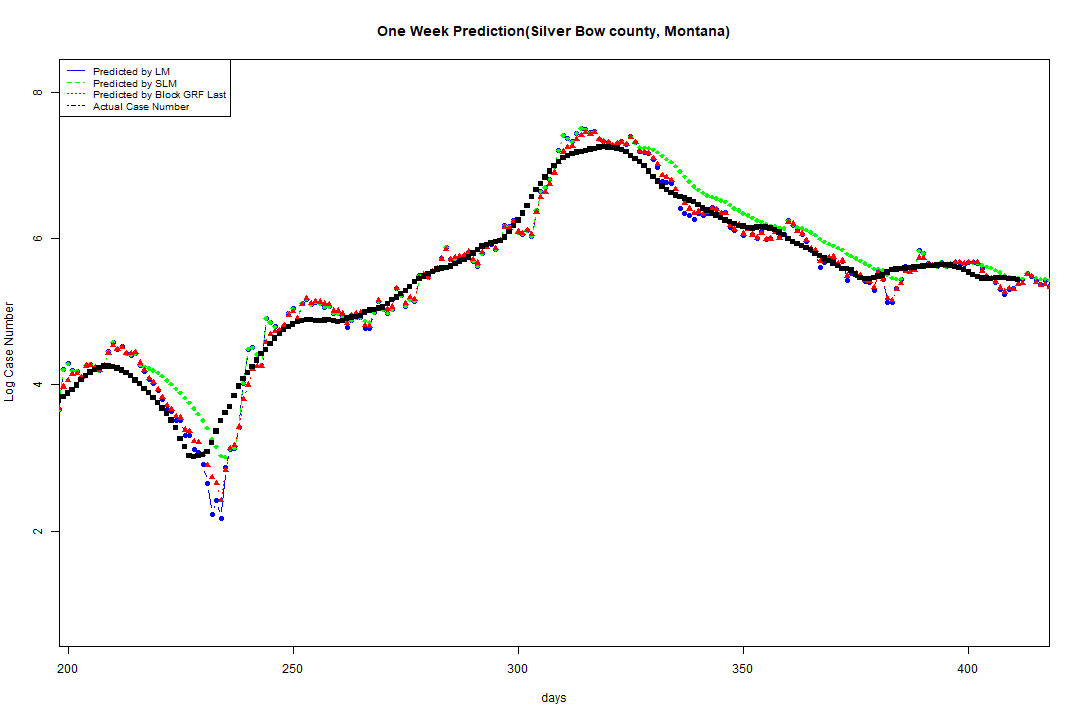 One Week Prediction(Silver Bow county, Montana)
Predicted by LM
Predicted by SLM
Predicted by Block GRF Last
Actual Case Number
8
6
4
2
Log Case Number
200 250 300 350 400
days